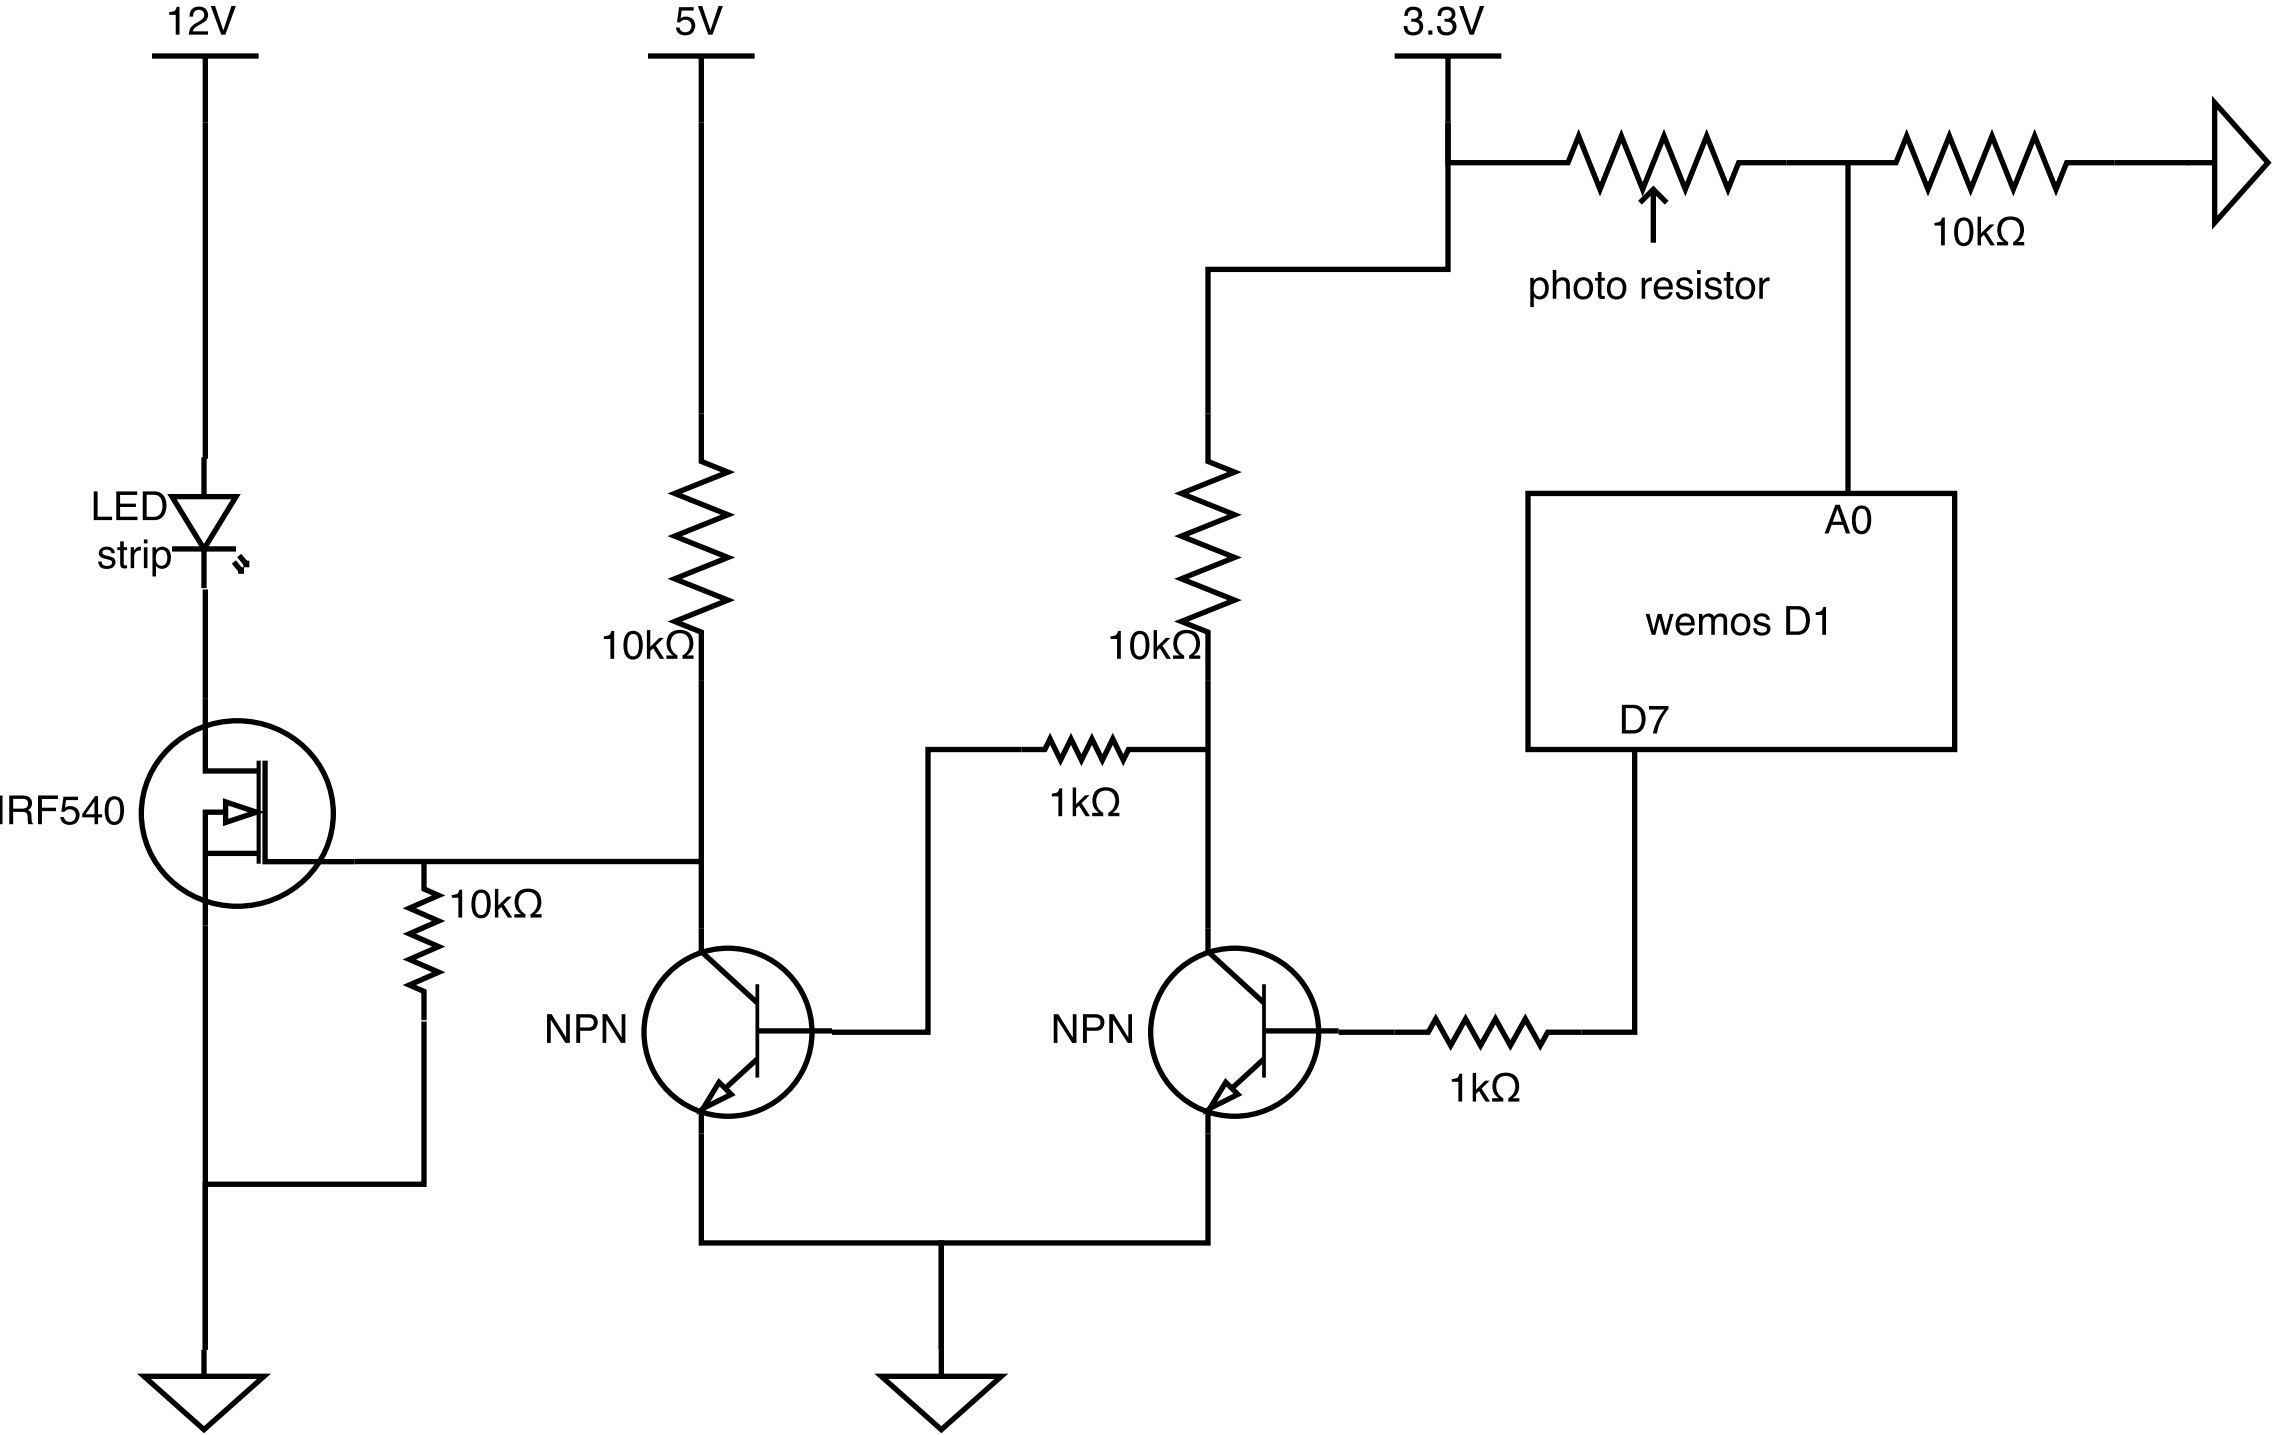 12V
5V
3.3V
10kΩ
photo resistor
LED
strip
A0
wemos D1
10kΩ
10kΩ
D7
1kΩ
IRF540
10kΩ
NPN
NPN
1kΩ